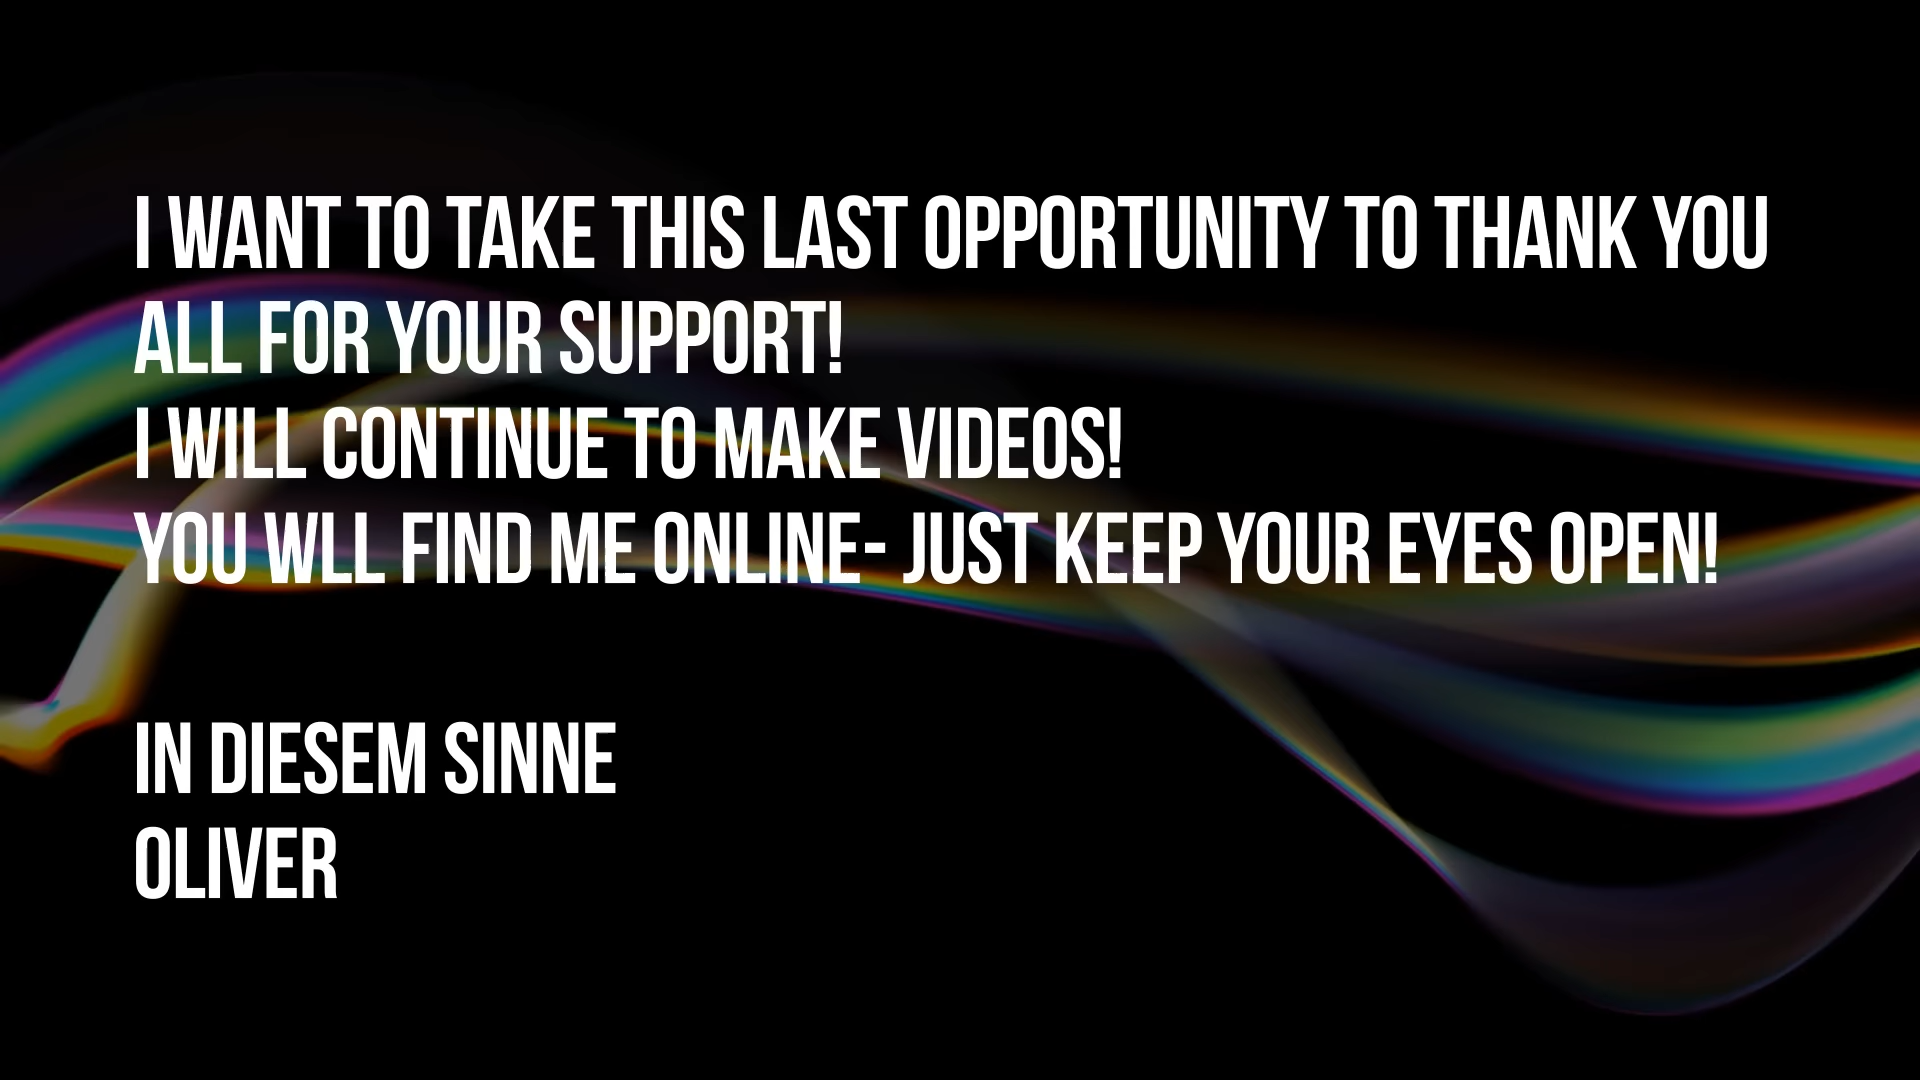 I WANT TO TAKE THIS LAST OPPORTUNITY TO THANK YOU
ALL FOR YOUR SUPPORT!
I WILL CONTINUE TO MAKE VIDEOS!
YOU WLL FIND ME ONLINE- JUST KEEP YOUR EYES OPEN!
IN DIESEM SINNE
OLIVER